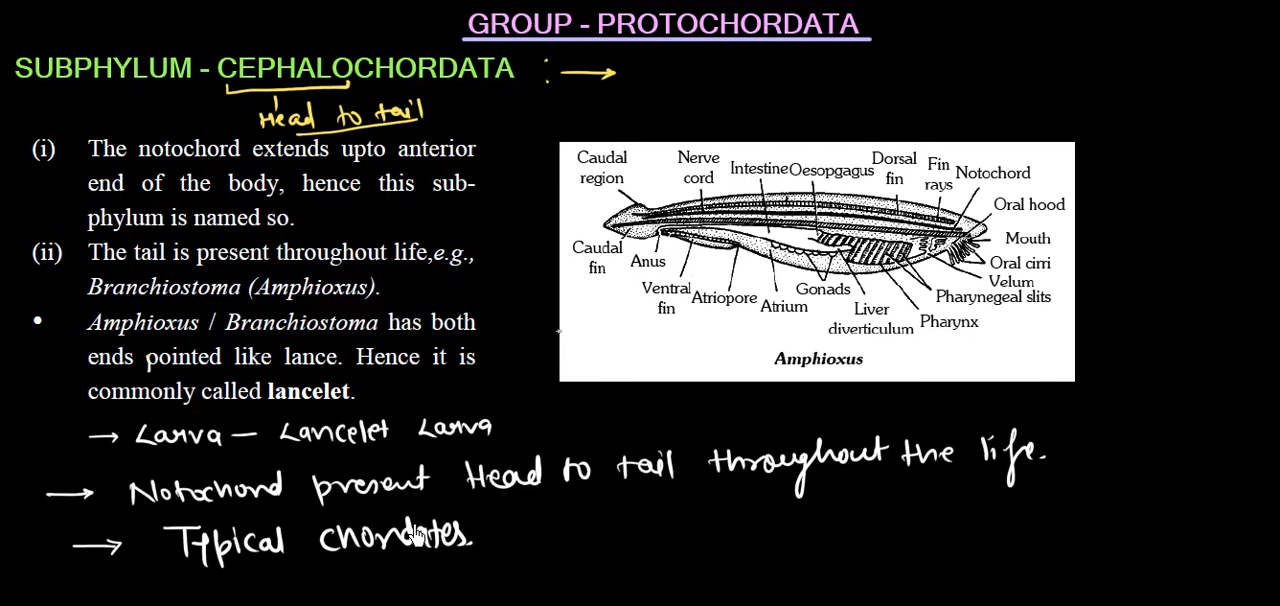 GROUP - PROTOCHORDATA
SUBPHYLUM - CEPHALOCHORDATA :→
Head to tail
(i) The notochord extends upto anterior
end of the body, hence this sub-
phylum is named so.
(ii) The tail is present throughout life,e.g.,
Branchiostoma (Amphioxus).
• Amphioxus / Branchiostoma has both
ends pointed like lance. Hence it is
commonly called lancelet.
→ Larva – Lancelet Larva
→ Notochord present Head to tail throughout the life.
→ Typical chordates.
Caudal
region
Nerve
cord
Intestine
Oesopgagus
Dorsal
fin
Fin
rays
Notochord
Oral hood
Mouth
Oral cirri
Velum
Pharynegeal slits
Pharynx
Liver
diverticulum
Gonads
Atrium
Atriopore
Ventral
fin
Anus
Caudal
fin
Amphioxus